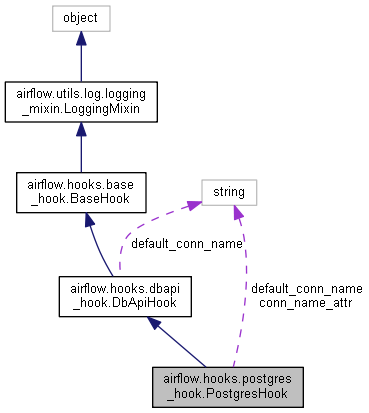 object
airflow.utils.log.logging
_mixin.LoggingMixin
airflow.hooks.base
_hook.BaseHook
string
default_conn_name
airflow.hooks.dbapi
_hook.DbApiHook
default_conn_name
conn_name_attr
airflow.hooks.postgres
_hook.PostgresHook